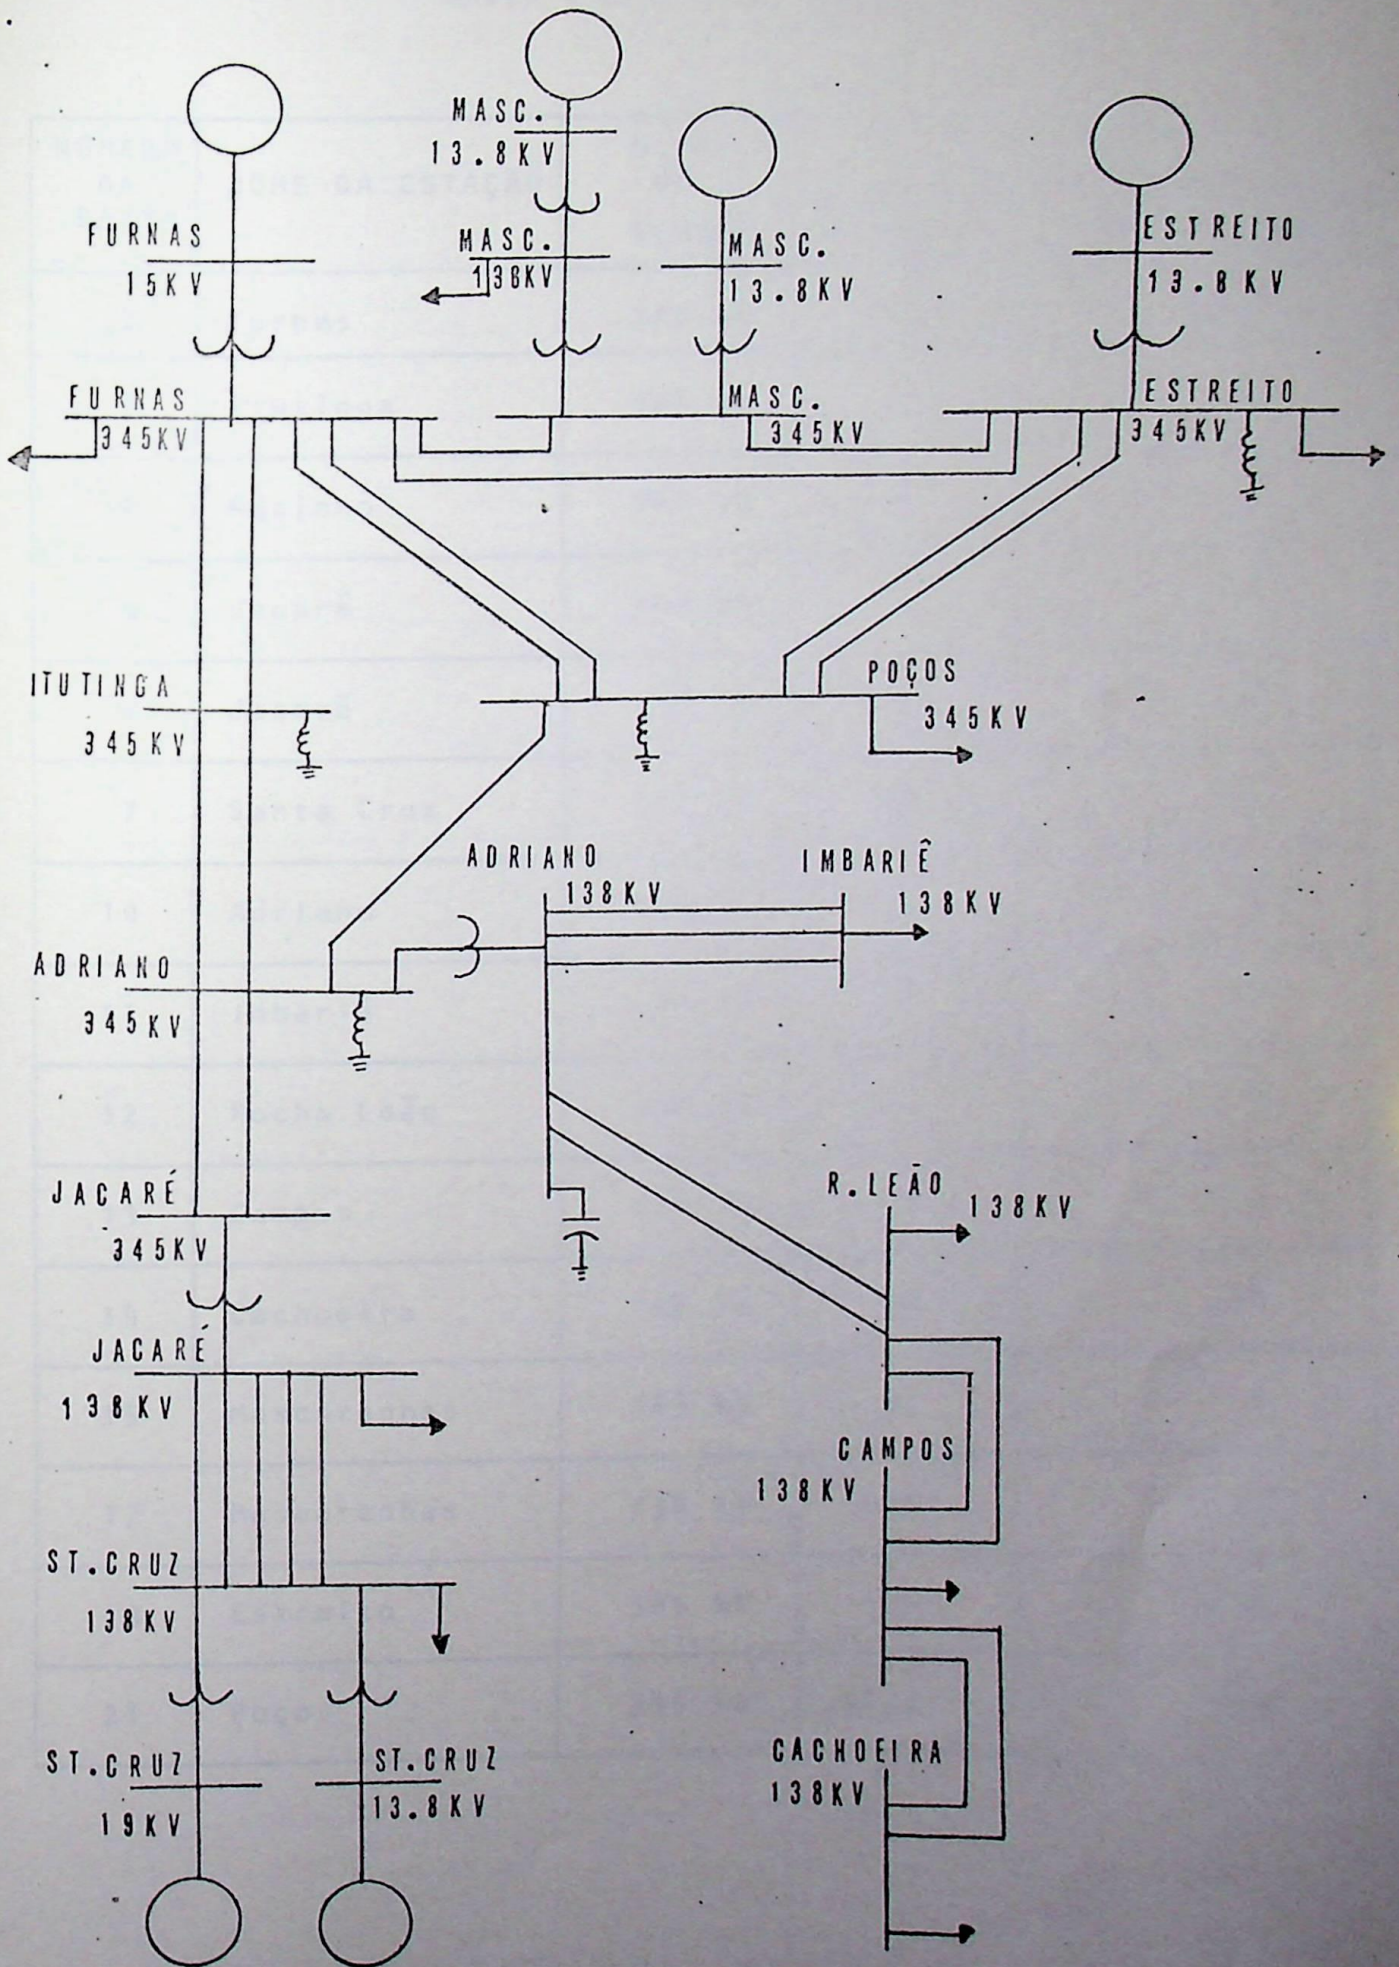 MASC.
13.8KV
FURNAS
15KV
MASC.
138KV
MASC.
13.8KV
ESTREITO
13.8KV
FURNAS
345KV
MASC.
345KV
ESTREITO
345KV
ITUTINGA
345KV
POÇOS
345KV
ADRIANO
138KV
IMBARIÊ
138KV
ADRIANO
345KV
JACARÉ
345KV
R.LEÃO
138KV
JACARÉ
138KV
CAMPOS
138KV
ST.CRUZ
138KV
CACHOEIRA
138KV
ST.CRUZ
19KV
ST.CRUZ
13.8KV